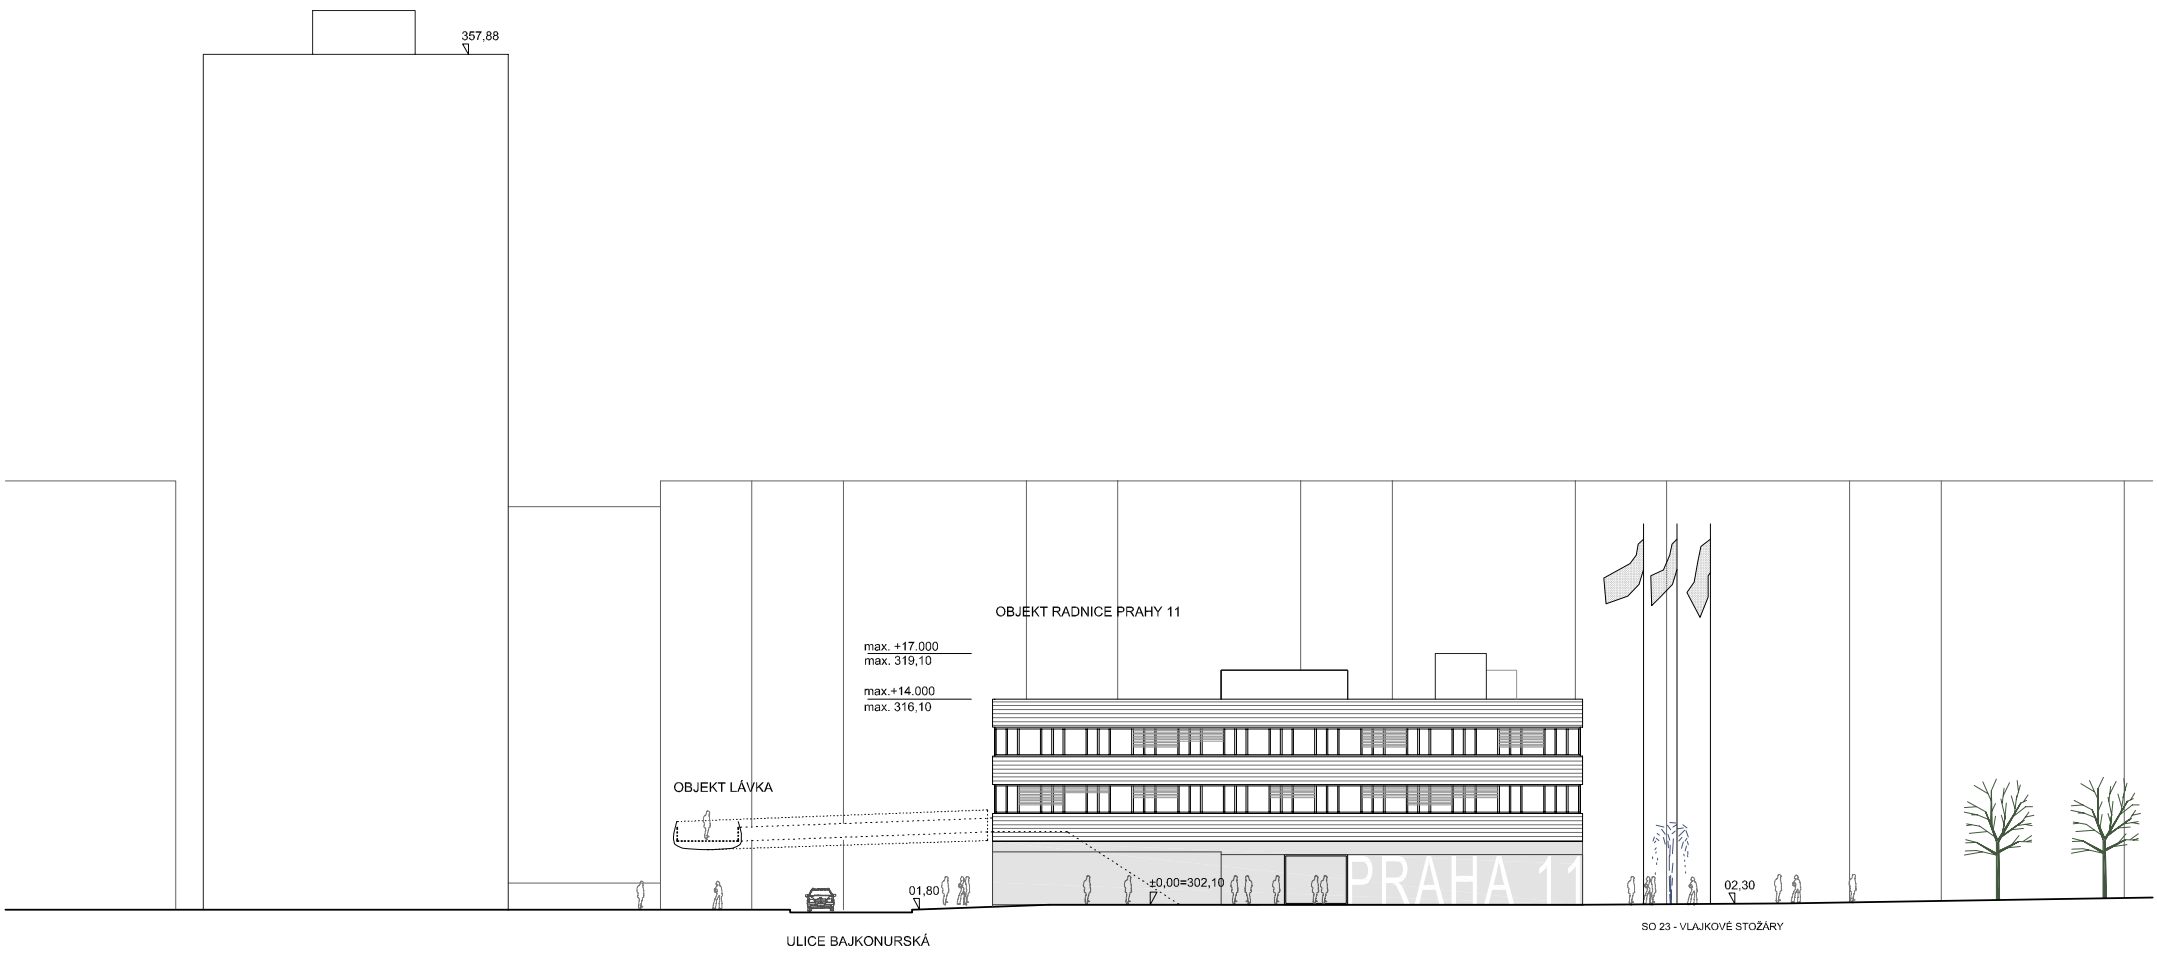 357,88
OBJEKT RADNICE PRAHY 11
max. +17.000
max. 319,10
max.+14.000
max. 316,10
OBJEKT LÁVKA
±0,00=302,10
01,80
PRAHA 11
02,30
SO 23 - VLAJKOVÉ STOŽÁRY
ULICE BAJKONURSKÁ